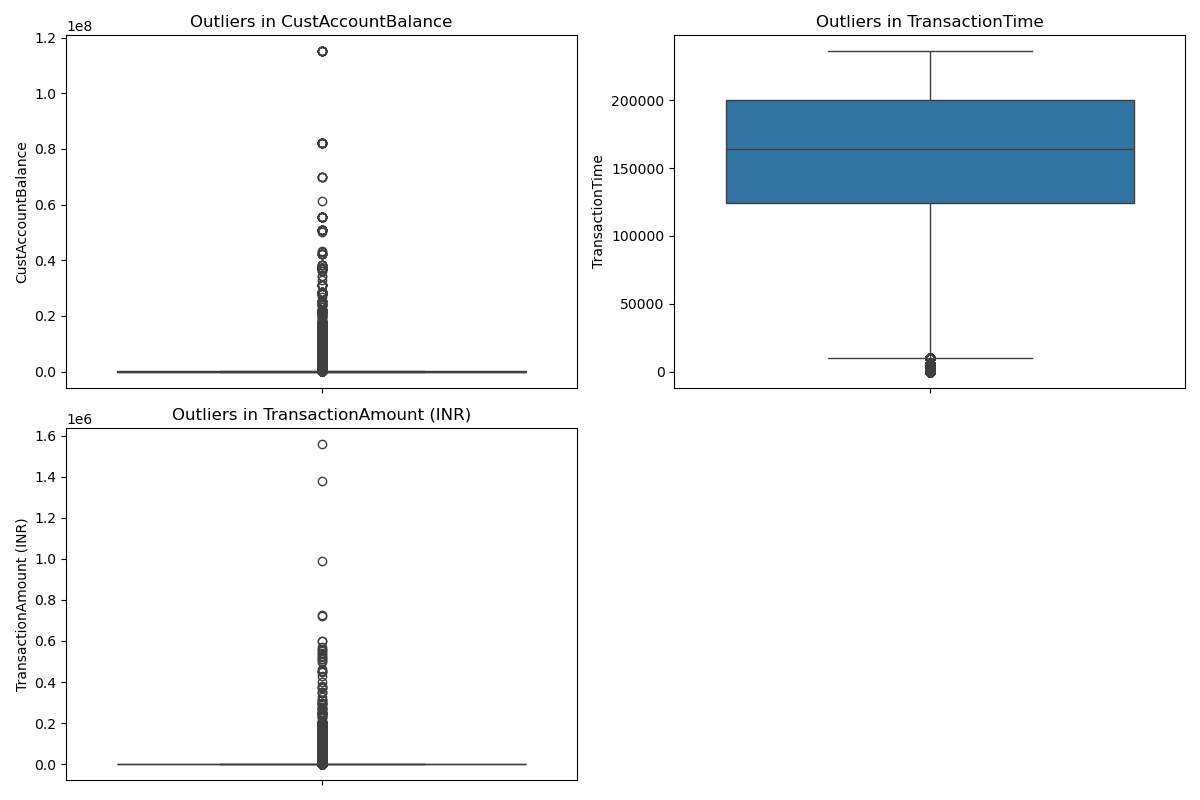 Outliers in CustAccountBalance
1e8
CustAccountBalance
1.2
1.0
0.8
0.6
0.4
0.2
0.0
Outliers in TransactionTime
TransactionTime
200000
150000
100000
50000
0
Outliers in TransactionAmount (INR)
1e6
TransactionAmount (INR)
1.6
1.4
1.2
1.0
0.8
0.6
0.4
0.2
0.0